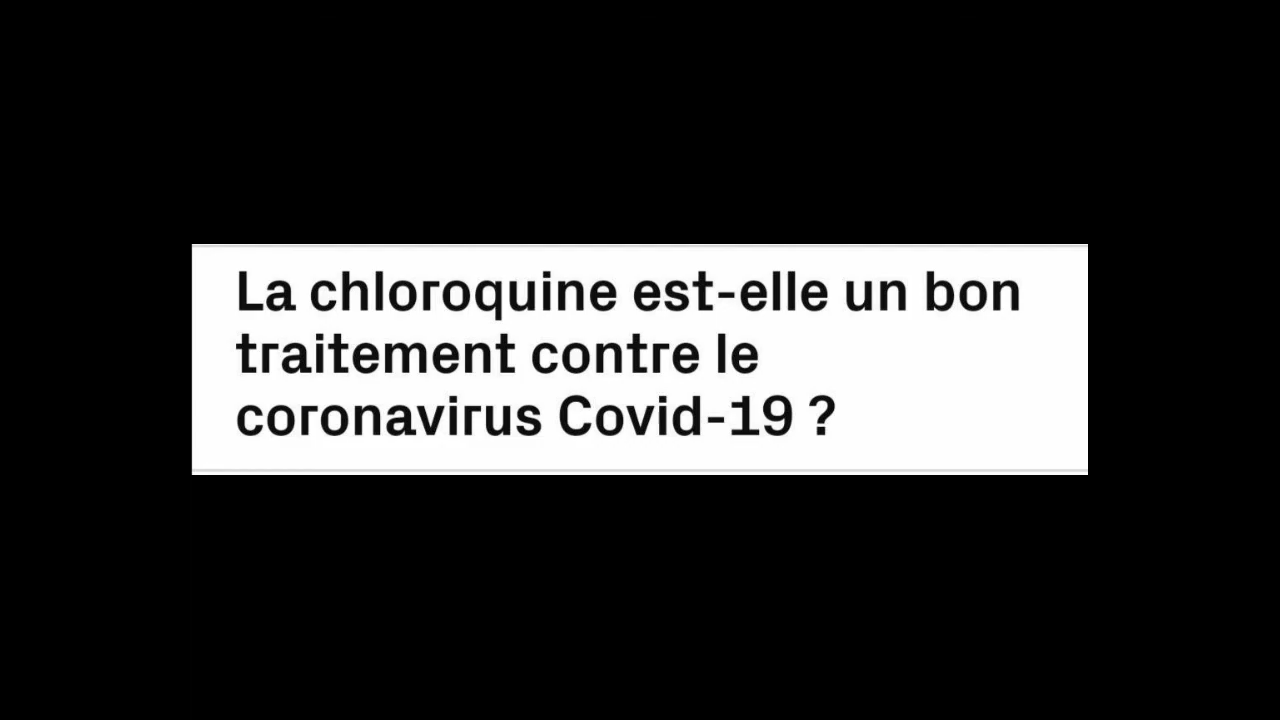 La chloroquine est-elle un bon
traitement contre le
coronavirus Covid-19 ?